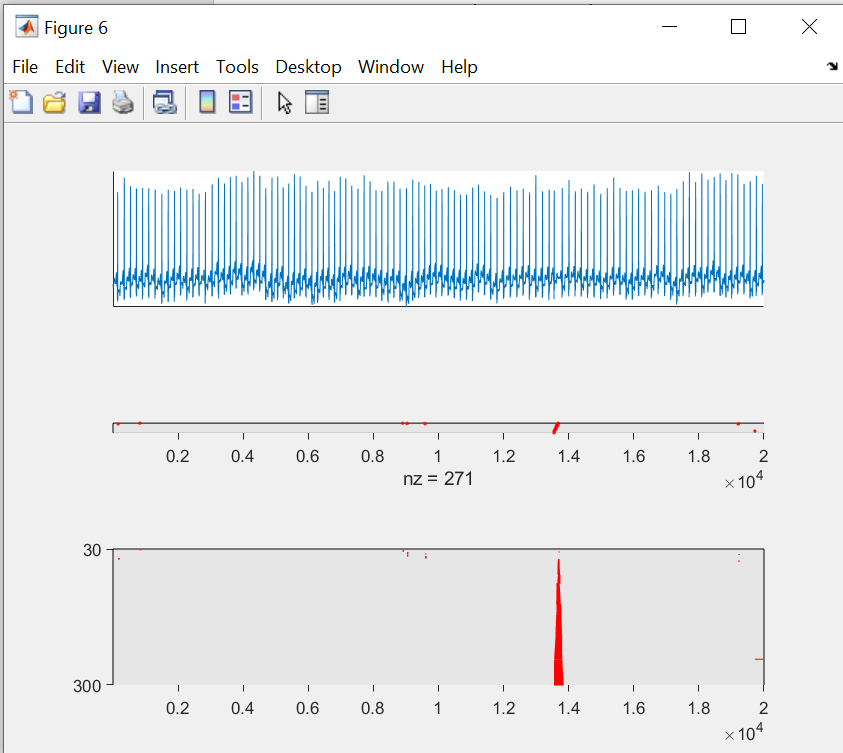 Figure 6
File Edit View Insert Tools Desktop Window Help
0.2 0.4 0.6 0.8 1 1.2 1.4 1.6 1.8 2
nz = 271
×10^4
30
300
0.2 0.4 0.6 0.8 1 1.2 1.4 1.6 1.8 2
×10^4